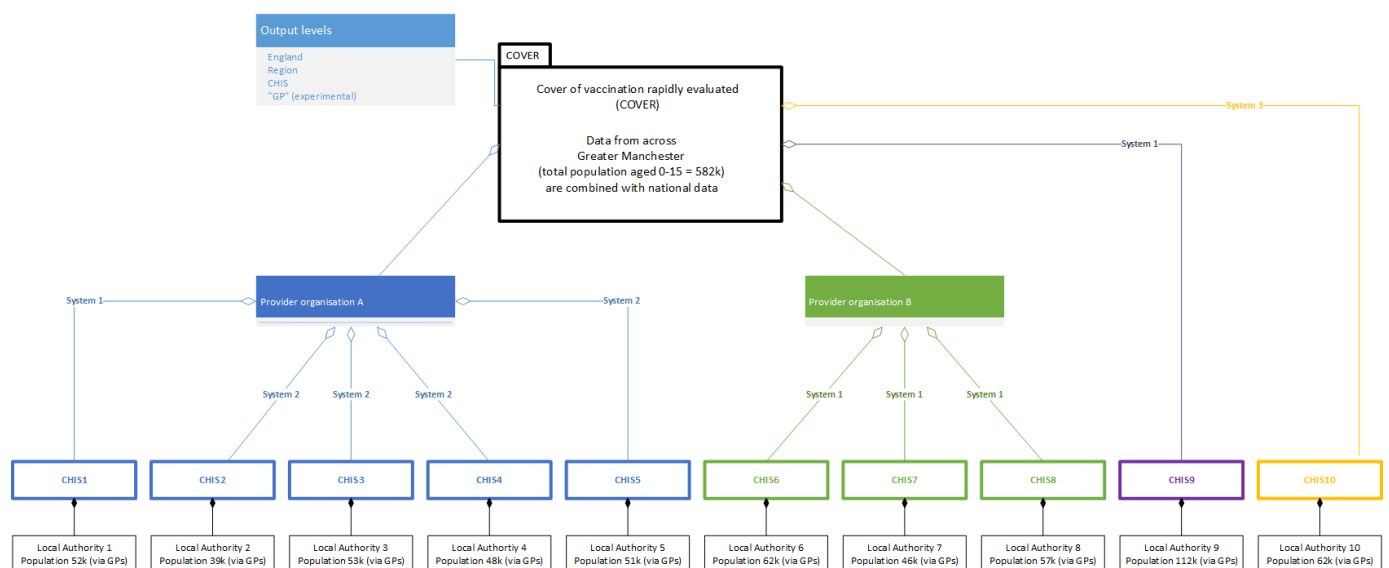 Output levels
England
Region
CHIS
"GP" (experimental)
COVER
Cover of vaccination rapidly evaluated
(COVER)
Data from across
Greater Manchester
(total population aged 0-15 = 582k)
are combined with national data
System 3
System 1
Provider organisation A
Provider organisation B
System 1
System 2
System 2
System 2
System 2
System 1
System 1
System 1
CHIS1
CHIS2
CHIS3
CHIS4
CHIS5
CHIS6
CHIS7
CHIS8
CHIS9
CHIS10
Local Authority 1
Population 52k (via GPs)
Local Authority 2
Population 39k (via GPs)
Local Authority 3
Population 53k (via GPs)
Local Authority 4
Population 48k (via GPs)
Local Authority 5
Population 51k (via GPs)
Local Authority 6
Population 62k (via GPs)
Local Authority 7
Population 46k (via GPs)
Local Authority 8
Population 57k (via GPs)
Local Authority 9
Population 112k (via GPs)
Local Authority 10
Population 62k (via GPs)